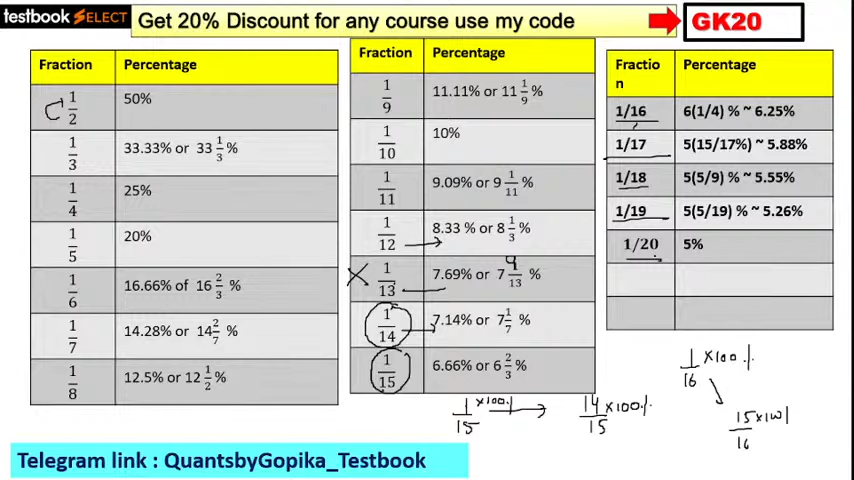 testbook SELECT
Get 20% Discount for any course use my code
GK20
Fraction Percentage
1/2 50%
1/3 33.33% or 33 1/3 %
1/4 25%
1/5 20%
1/6 16.66% of 16 2/3 %
1/7 14.28% or 14 2/7 %
1/8 12.5% or 12 1/2 %
Fraction Percentage
1/9 11.11% or 11 1/9 %
1/10 10%
1/11 9.09% or 9 1/11 %
1/12 8.33 % or 8 1/3 %
1/13 7.69% or 7 9/13 %
1/14 7.14% or 7 1/7 %
1/15 6.66% or 6 2/3 %
Fractio
n Percentage
1/16 6(1/4) % ~ 6.25%
1/17 5(15/17%) ~ 5.88%
1/18 5(5/9) % ~ 5.55%
1/19 5(5/19) % ~ 5.26%
1/20 5%
1/16 ×100%
15/16 ×100%
1/15 ×100% 14/15 ×100%
Telegram link : QuantsbyGopika_Testbook